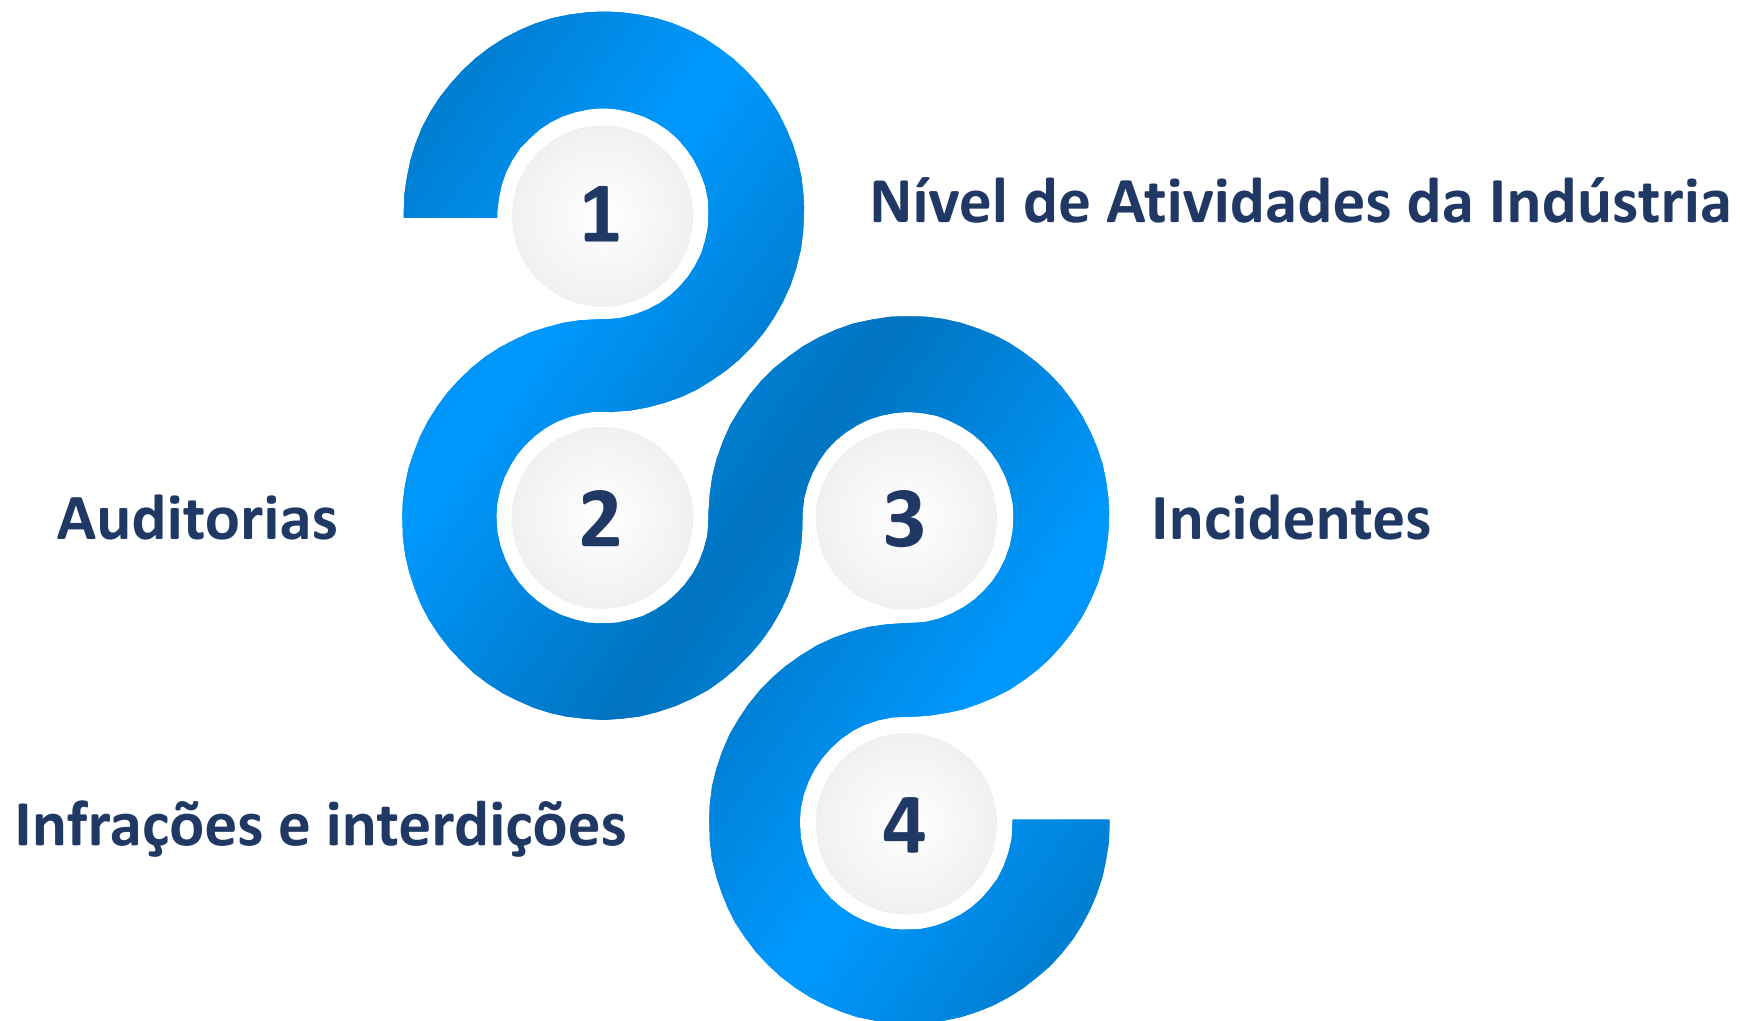 1
Nível de Atividades da Indústria
Auditorias
2
3
Incidentes
Infrações e interdições
4